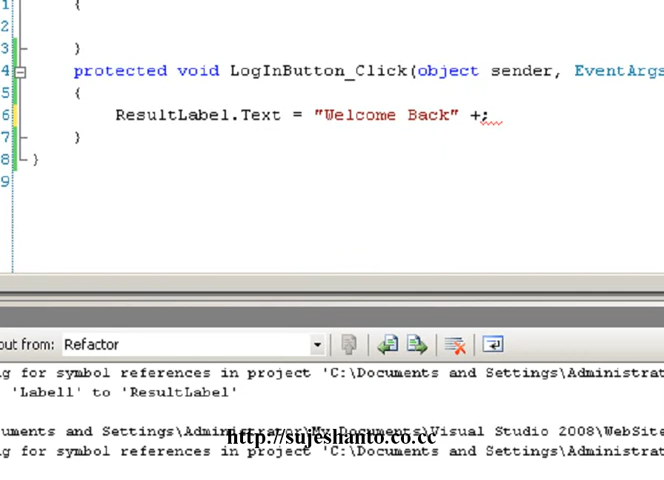 1 {
2
3 }
4 protected void LogInButton_Click(object sender, EventArgs
5 {
6 ResultLabel.Text = "Welcome Back" +;
7 }
8 }
9
out from: Refactor
ng for symbol references in project 'C:\Documents and Settings\Administrat
'Label1' to 'ResultLabel'
uments and Settings\Administrator\My Documents\Visual Studio 2008\WebSite
http://sujeshanto.co.cc
ng for symbol references in project 'C:\Documents and Settings\Administrat